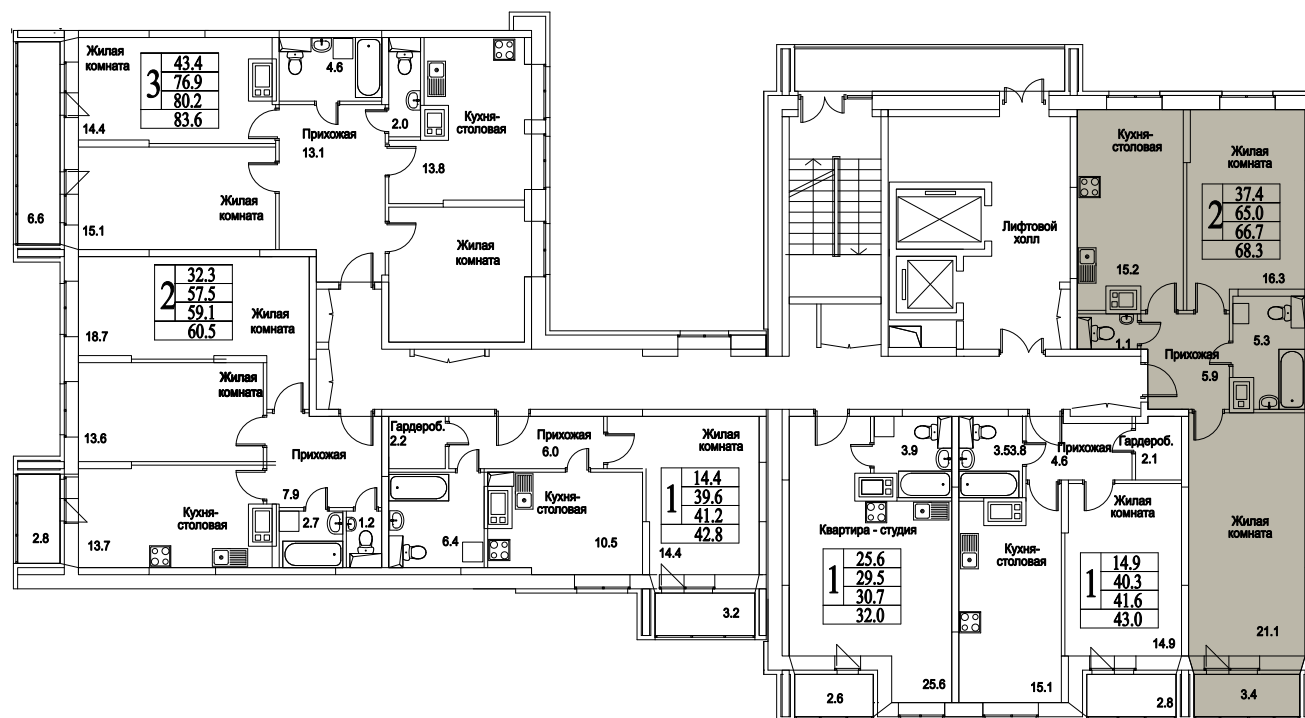 Жилая
комната
14.4
3
43.4
76.9
80.2
83.6
4.6
2.0
Прихожая
13.1
Кухня-
столовая
13.8
6.6
Жилая
комната
15.1
Жилая
комната
2
32.3
57.5
59.1
60.5
18.7
Жилая
комната
Жилая
комната
13.6
Прихожая
7.9
2.8
Кухня-
столовая
13.7
2.7
1.2
Гардероб.
2.2
Прихожая
6.0
6.4
Кухня-
столовая
10.5
Жилая
комната
1
14.4
39.6
41.2
42.8
14.4
3.2
Лифтовой
холл
Кухня-
столовая
15.2
Жилая
комната
2
37.4
65.0
66.7
68.3
16.3
1.1
Прихожая
5.9
5.3
3.9
Квартира - студия
1
25.6
29.5
30.7
32.0
25.6
2.6
3.53.8
Прихожая
4.6
Гардероб.
2.1
Кухня-
столовая
15.1
Жилая
комната
1
14.9
40.3
41.6
43.0
14.9
2.8
Жилая
комната
21.1
3.4